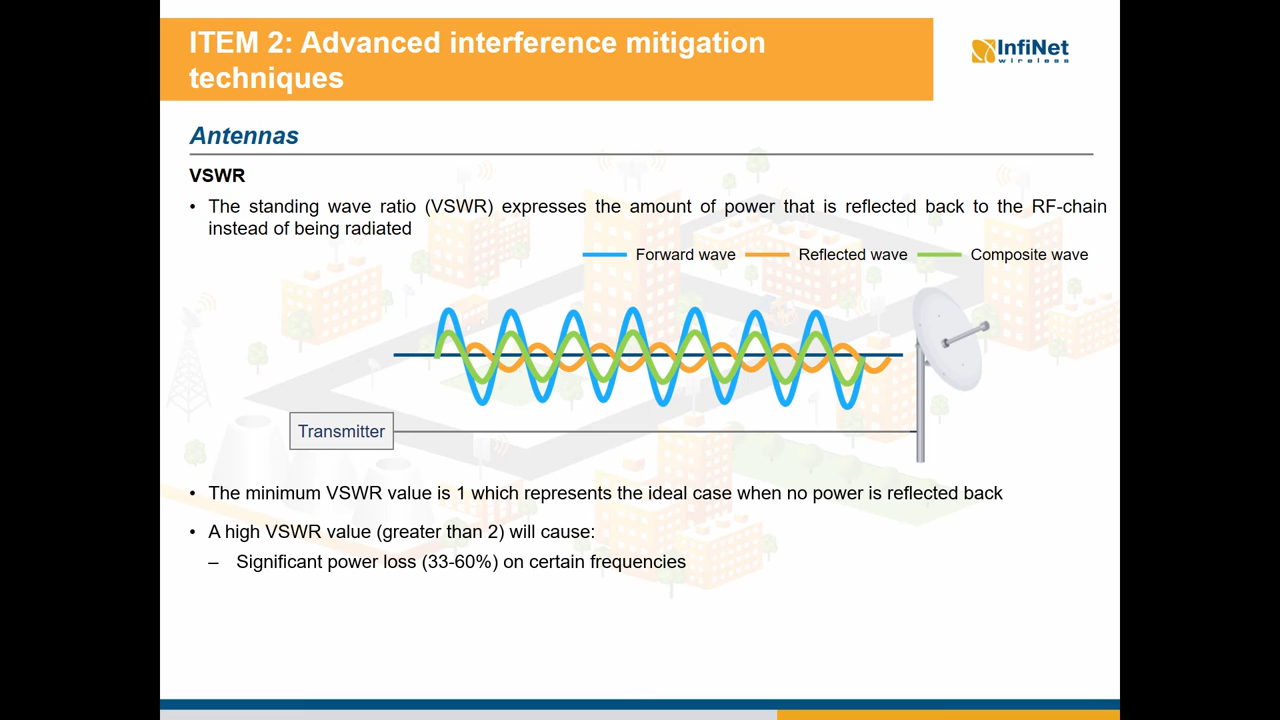 ITEM 2: Advanced interference mitigation
techniques
InfiNet
wireless
Antennas
VSWR
• The standing wave ratio (VSWR) expresses the amount of power that is reflected back to the RF-chain
instead of being radiated
Forward wave Reflected wave Composite wave
Transmitter
• The minimum VSWR value is 1 which represents the ideal case when no power is reflected back
• A high VSWR value (greater than 2) will cause:
– Significant power loss (33-60%) on certain frequencies